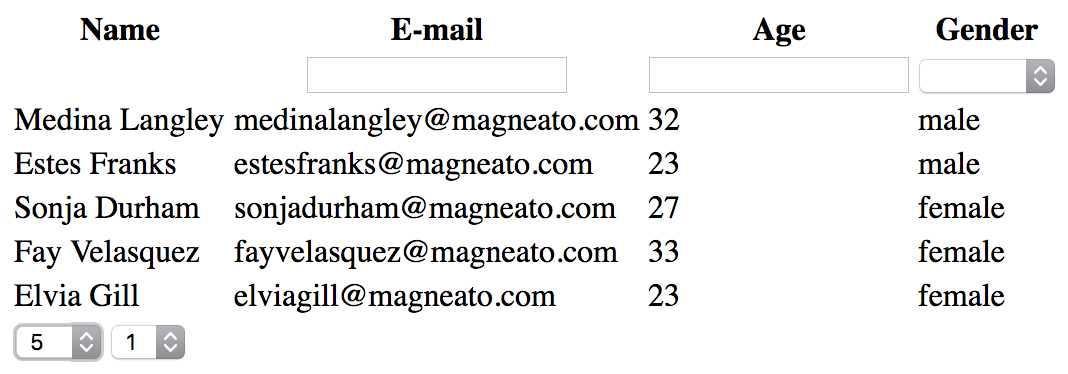 Name E-mail Age Gender
Medina Langley medinalangley@magneato.com 32 male
Estes Franks estesfranks@magneato.com 23 male
Sonja Durham sonjadurham@magneato.com 27 female
Fay Velasquez fayvelasquez@magneato.com 33 female
Elvia Gill elviagill@magneato.com 23 female
5 1